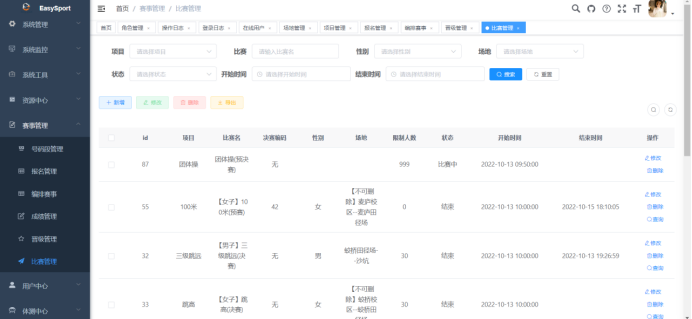 EasySport
首页 / 赛事管理 / 比赛管理
首页 角色管理 操作日志 登录日志 在线用户 场地管理 项目管理 报名管理 编排赛事 晋级管理 比赛管理
系统管理
系统监控
系统工具
资源中心
赛事管理
号码段管理
报名管理
编排赛事
成绩管理
晋级管理
比赛管理
用户中心
体测中心
项目 请选择项目 比赛 请输入比赛名 性别 请选择性别 场地 请选择场地
状态 请选择状态 开始时间 请选择开始时间 结束时间 请选择结束时间 搜索 重置
新增 修改 删除 导出
id 项目 比赛名 决赛编码 性别 场地 限制人数 状态 开始时间 结束时间 操作
87 团体操 团体操(预决赛) 无 999 比赛中 2022-10-13 09:50:00 修改 删除
55 100米 【女子】100米(预赛) 42 女 【不可删除】麦庐校区--麦庐田径场 0 结束 2022-10-13 10:00:00 2022-10-15 18:10:05 修改 删除 查询
32 三级跳远 【男子】三级跳远(决赛) 无 男 蛟桥田径场--沙坑 30 结束 2022-10-13 10:00:00 2022-10-13 19:26:59 修改 删除 查询
33 跳高 【女子】跳高(决赛) 无 女 【不可删除】蛟桥校区--蛟桥田 30 结束 2022-10-13 10:00:00 修改 删除 查询